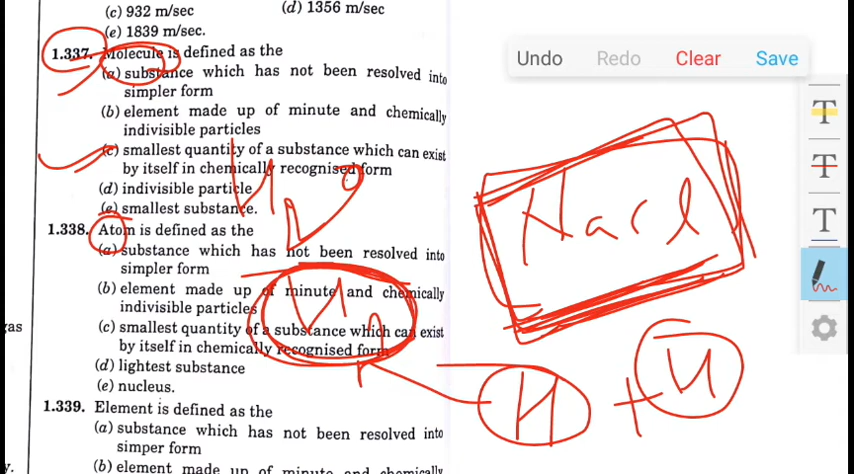 (c) 932 m/sec (d) 1356 m/sec
(e) 1839 m/sec.
1.337. Molecule is defined as the
(a) substance which has not been resolved into
simpler form
(b) element made up of minute and chemically
indivisible particles
(c) smallest quantity of a substance which can exist
by itself in chemically recognised form
(d) indivisible particle
(e) smallest substance.
1.338. Atom is defined as the
(a) substance which has not been resolved into
simpler form
(b) element made up of minute and chemically
indivisible particles
(c) smallest quantity of a substance which can exist
by itself in chemically recognised form
(d) lightest substance
(e) nucleus.
1.339. Element is defined as the
(a) substance which has not been resolved into
simper form
(b) element made up of minute and chemically
gas
y.
Undo Redo Clear Save
T
T
T
H2O
Nacl
H2
H + H